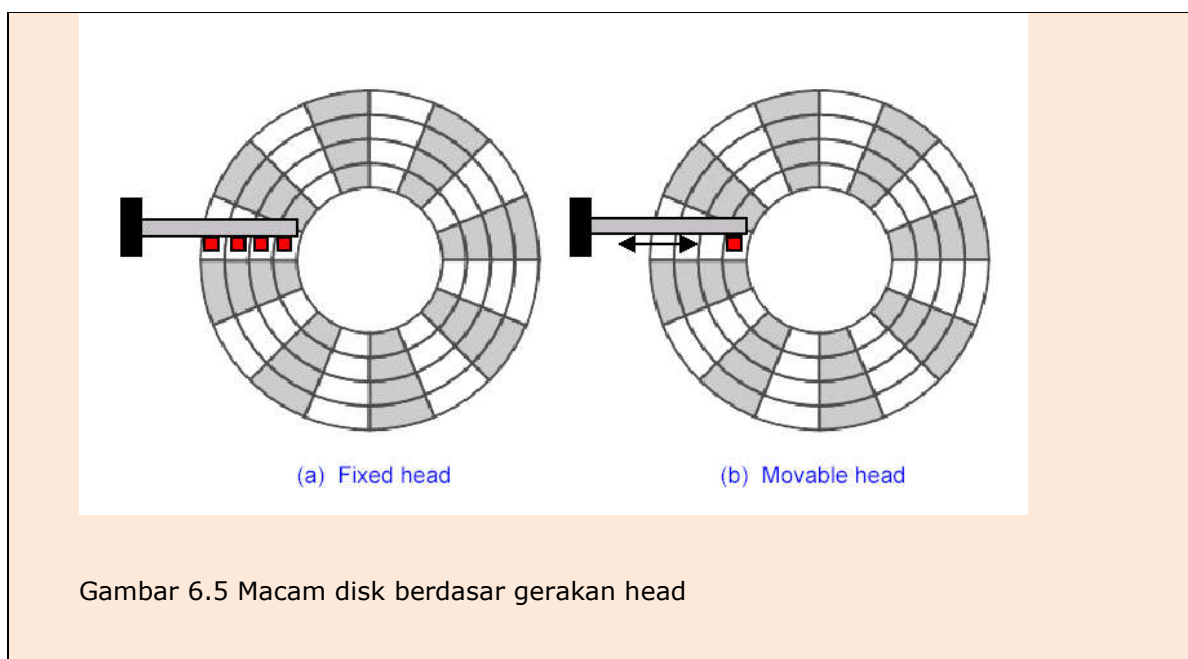 (a) Fixed head
(b) Movable head
Gambar 6.5 Macam disk berdasar gerakan head